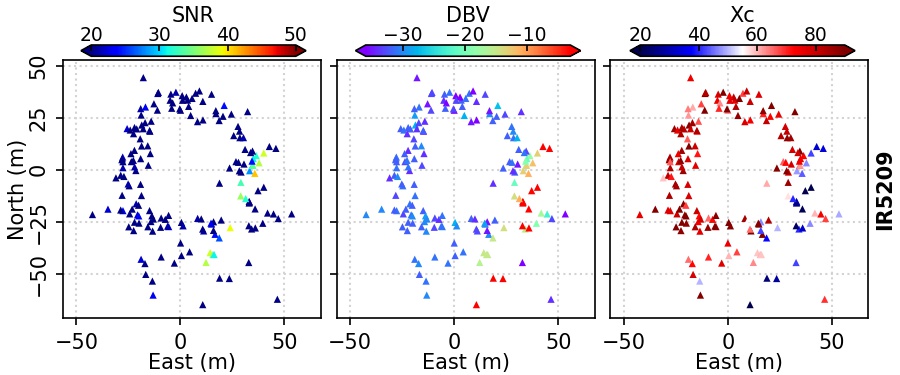 SNR DBV Xc
20 30 40 50 −30 −20 −10 20 40 60 80
North (m)
50
25
0
−25
−50
IR5209
−50 0 50 −50 0 50 −50 0 50
East (m) East (m) East (m)